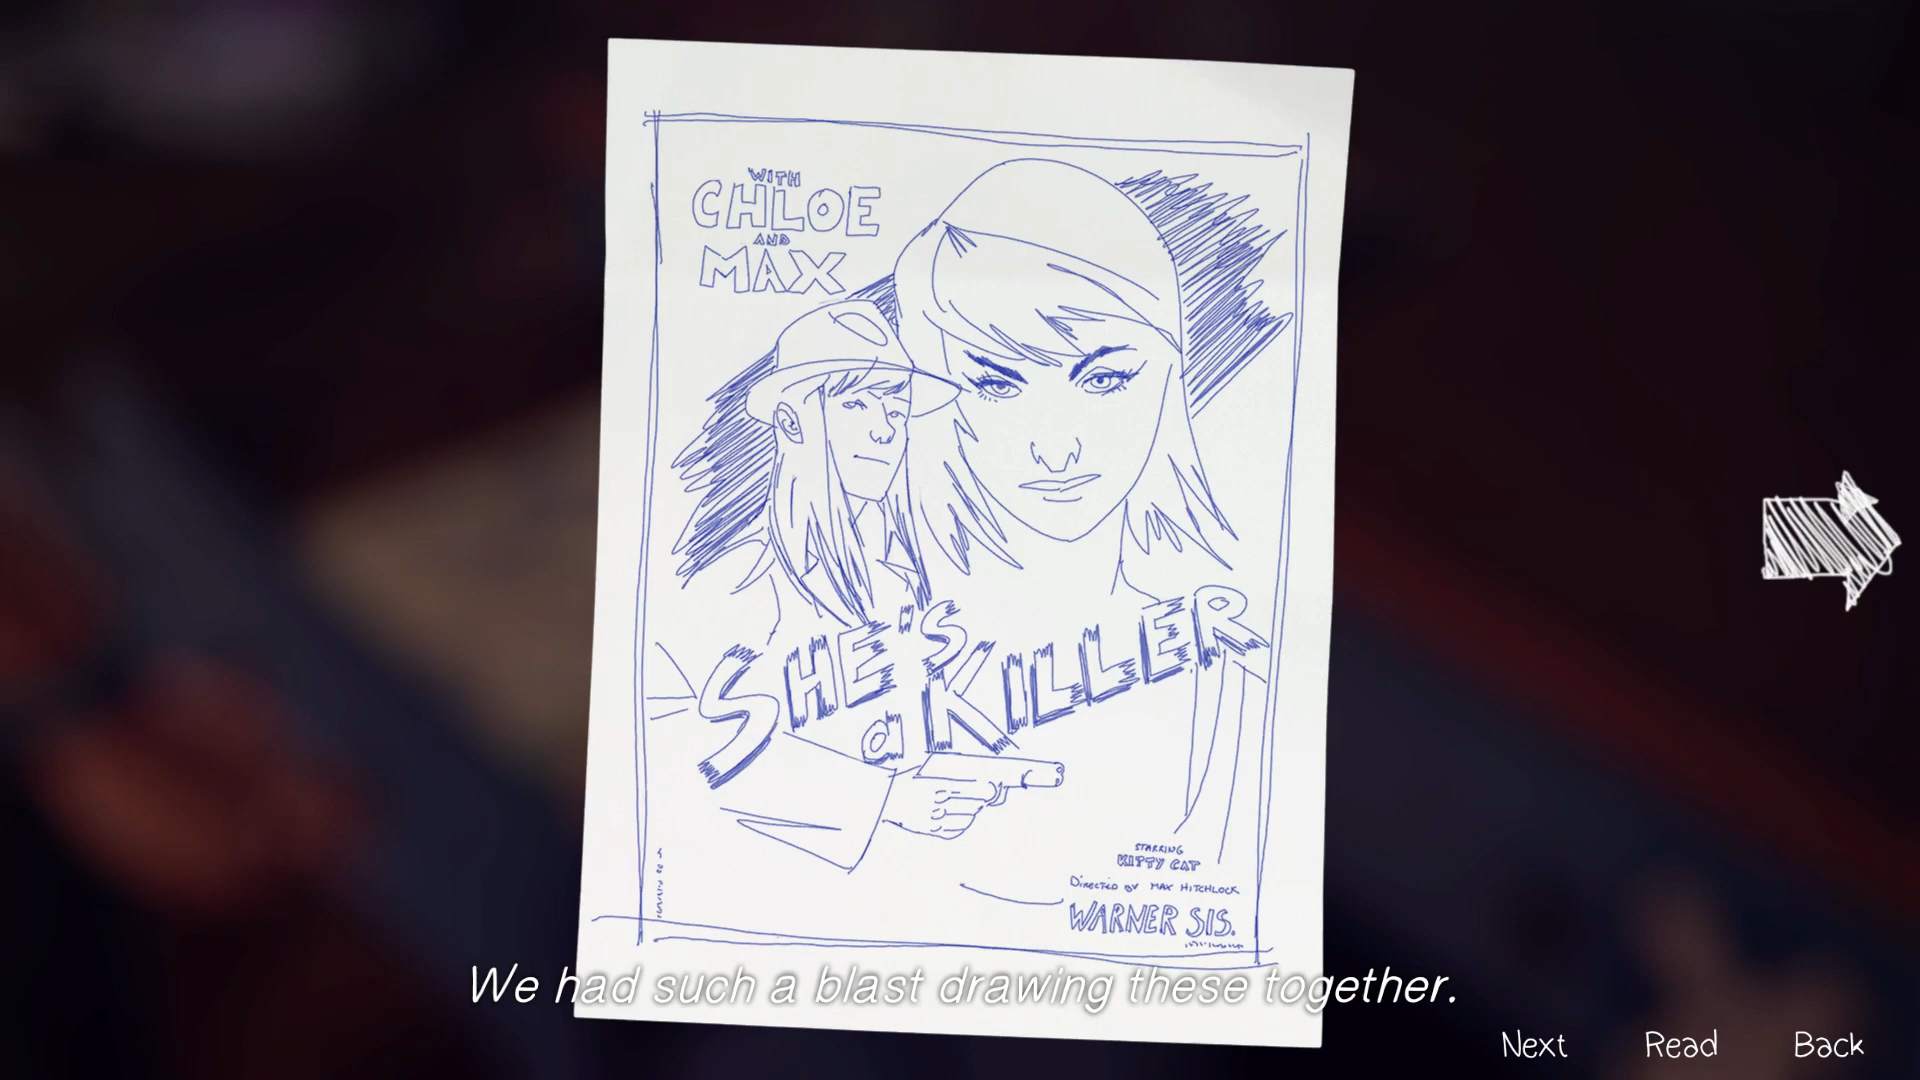 WITH
CHLOE
AND
MAX
SHE'S
a KILLER
STARRING
KITTY CAT
DIRECTED BY MAX HITCHLOCK
WARNER SIS.
We had such a blast drawing these together.
Next Read Back